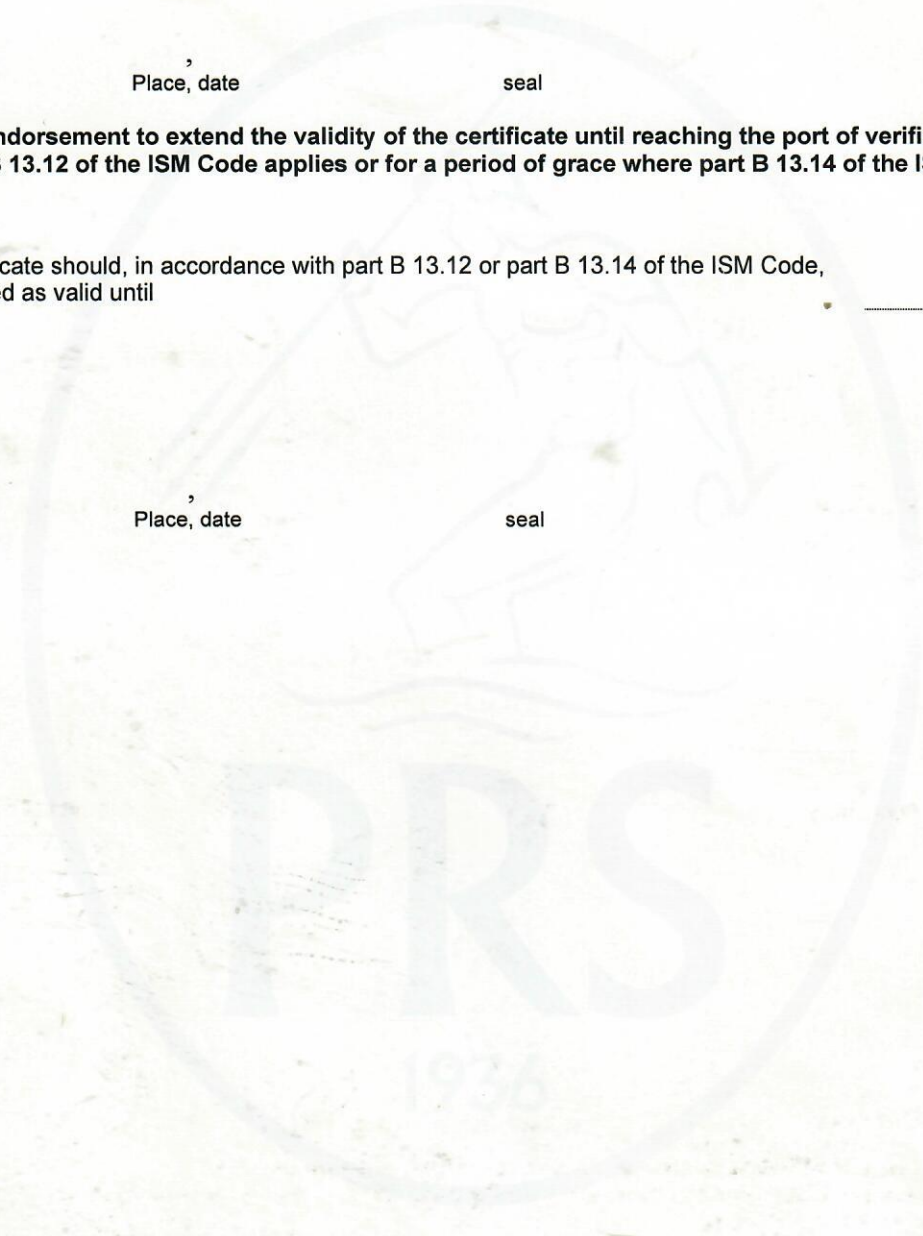 ,
Place, date seal
ndorsement to extend the validity of the certificate until reaching the port of verifi
13.12 of the ISM Code applies or for a period of grace where part B 13.14 of the I
cate should, in accordance with part B 13.12 or part B 13.14 of the ISM Code,
d as valid until
,
Place, date seal
PRS
1936